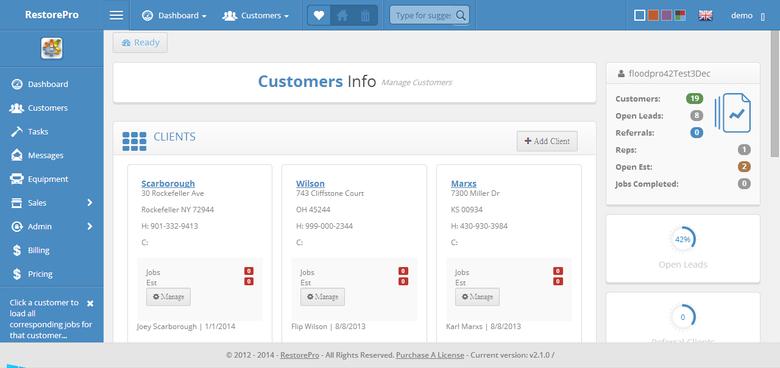 RestorePro
Dashboard
Customers
Type for sugges
demo
Ready
Dashboard
Customers
Tasks
Messages
Equipment
Sales
Admin
Billing
Pricing
Click a customer to
load all
corresponding jobs for
that customer...
Customers Info Manage Customers
CLIENTS
Add Client
Scarborough
30 Rockefeller Ave
Rockefeller NY 72944
H: 901-332-9413
C:
Jobs 0
Est 0
Manage
Joey Scarborough | 1/1/2014
Wilson
743 Cliffstone Court
OH 45244
H: 999-000-2344
C:
Jobs 0
Est 0
Manage
Flip Wilson | 8/8/2013
Marxs
7300 Miller Dr
KS 00934
H: 430-930-3984
C:
Jobs 0
Est 0
Manage
Karl Marxs | 8/8/2013
floodpro42Test3Dec
Customers: 19
Open Leads: 8
Referrals: 0
Reps: 1
Open Est: 2
Jobs Completed: 0
42%
Open Leads
0
Referral Clients
© 2012 - 2014 - RestorePro - All Rights Reserved. Purchase A License - Current version: v2.1.0 /